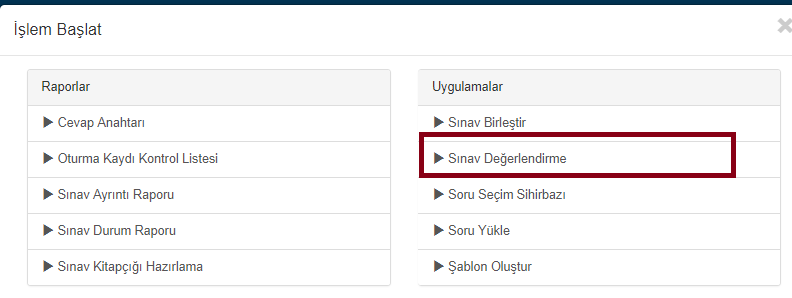 İşlem Başlat
Raporlar
Cevap Anahtarı
Oturma Kaydı Kontrol Listesi
Sınav Ayrıntı Raporu
Sınav Durum Raporu
Sınav Kitapçığı Hazırlama
Uygulamalar
Sınav Birleştir
Sınav Değerlendirme
Soru Seçim Sihirbazı
Soru Yükle
Şablon Oluştur